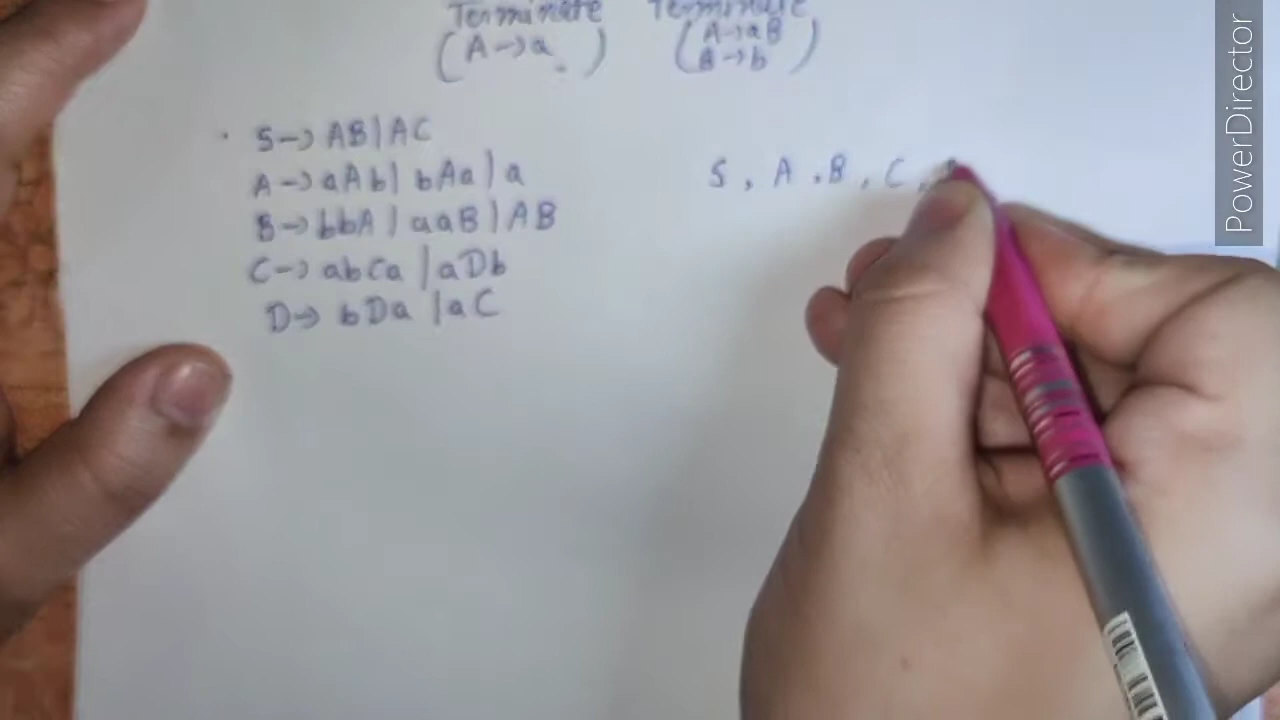 Terminate Terminate
(A→a.) (A→aB
B→b)
S→AB|AC
A→aAb|bAa|a
B→bbA|aaB|AB
C→abCa|aDb
D→bDa|aC
S, A, B, C,
PowerDirector